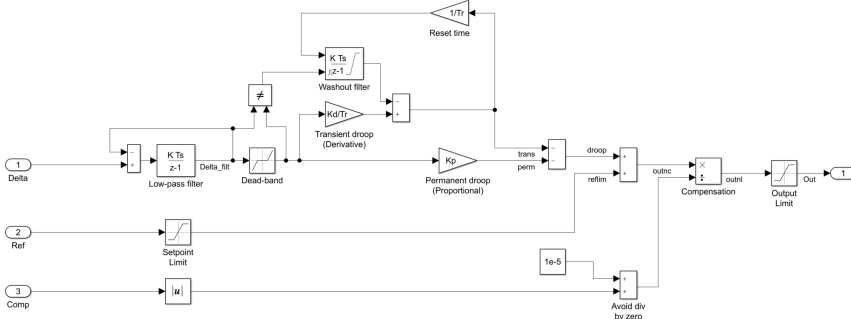 1/Tr
Reset time
K Ts
z-1
Washout filter
≠
Kd/Tr
Transient droop
(Derivative)
1
Delta
K Ts
z-1
Low-pass filter
Delta_filt
Dead-band
Kp
Permanent droop
(Proportional)
trans
perm
droop
reflim
outnc
×
÷
Compensation
outnl
Output
Limit
Out
1
2
Ref
Setpoint
Limit
1e-5
3
Comp
|u|
Avoid div
by zero